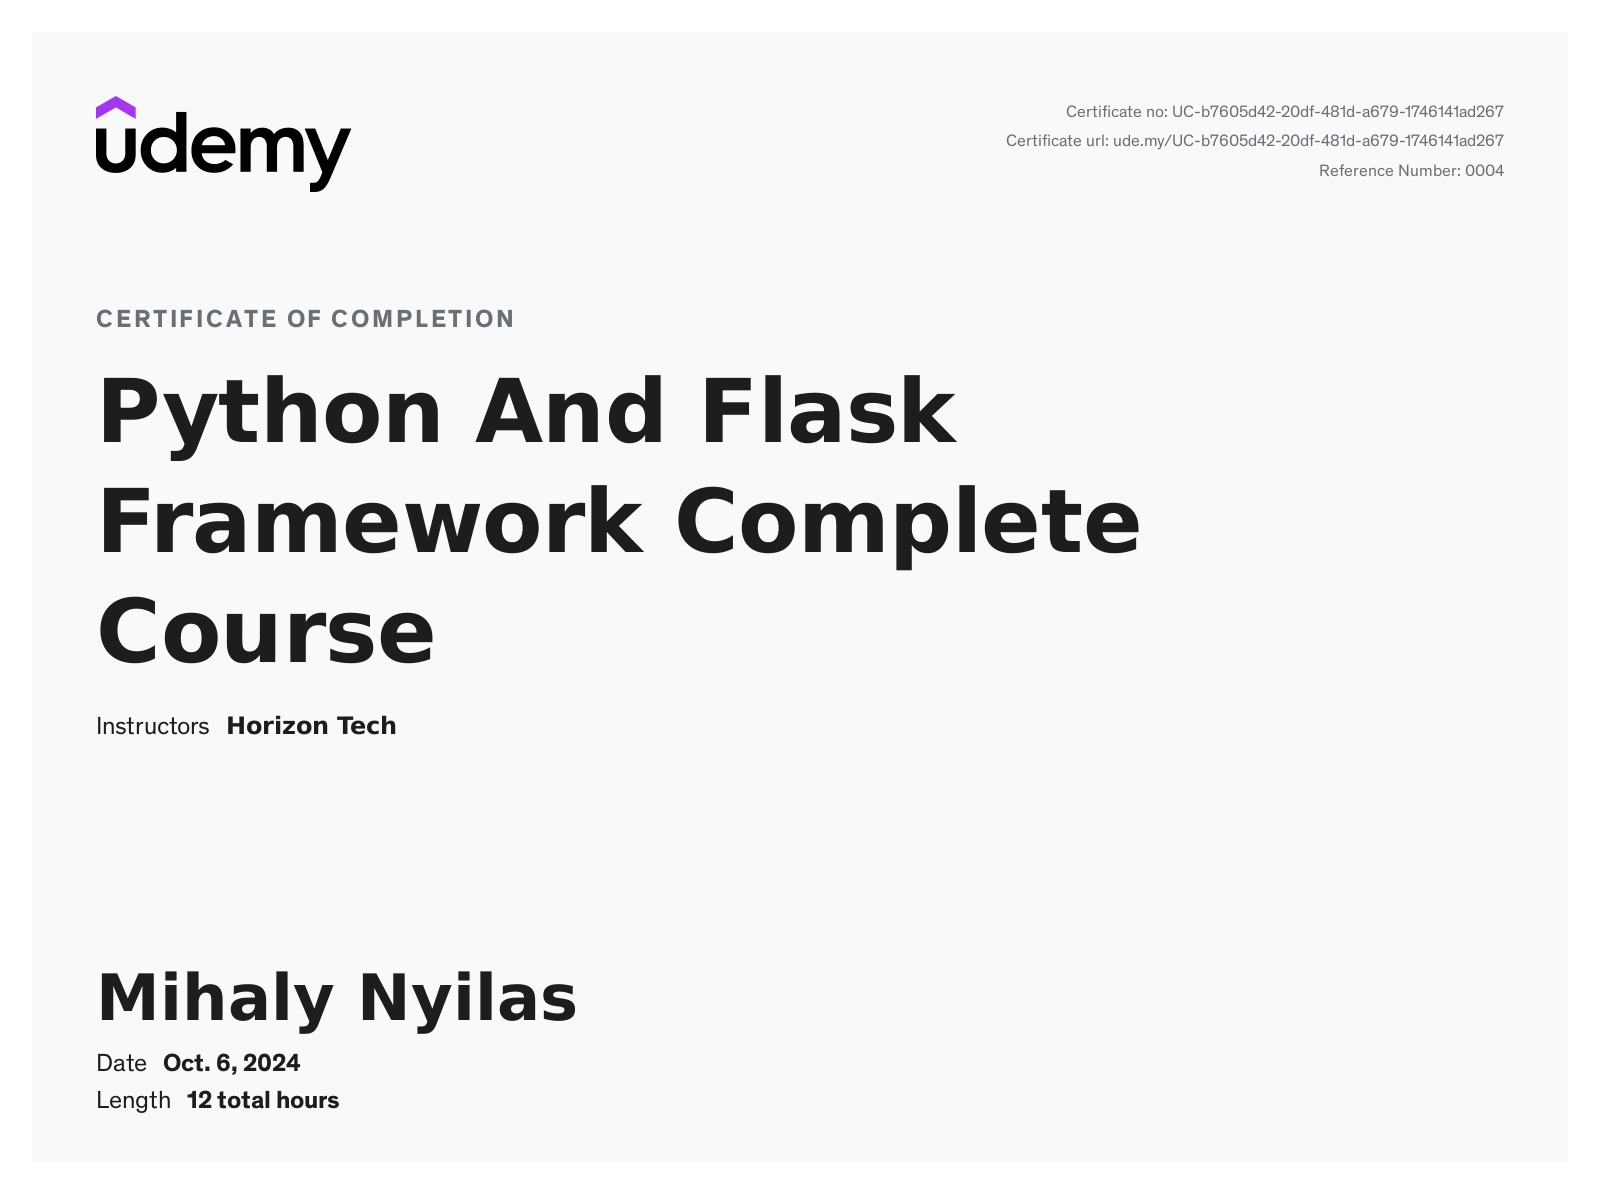 udemy
Certificate no: UC-b7605d42-20df-481d-a679-1746141ad267
Certificate url: ude.my/UC-b7605d42-20df-481d-a679-1746141ad267
Reference Number: 0004
CERTIFICATE OF COMPLETION
Python And Flask
Framework Complete
Course
Instructors Horizon Tech
Mihaly Nyilas
Date Oct. 6, 2024
Length 12 total hours